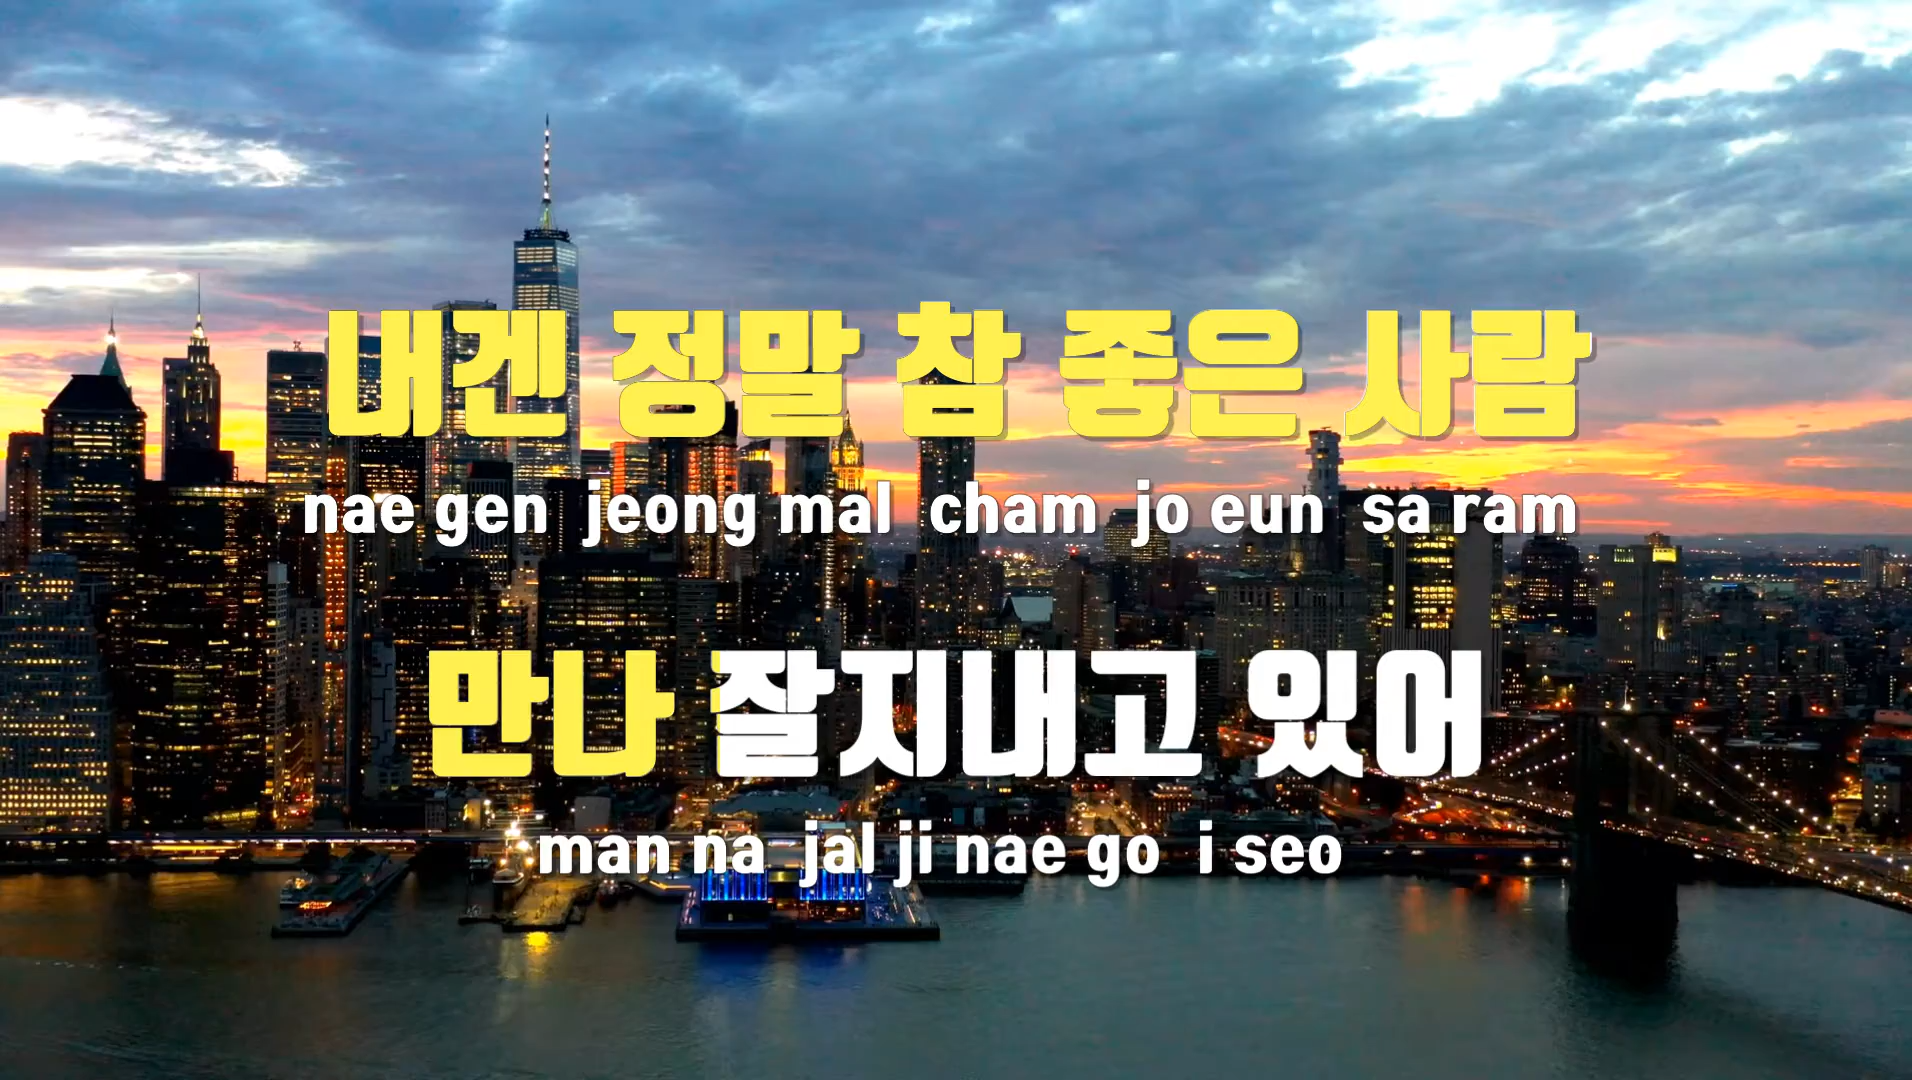 내겐 정말 참 좋은 사람
nae gen jeong mal cham jo eun sa ram
만나 잘지내고 있어
man na jal ji nae go i seo